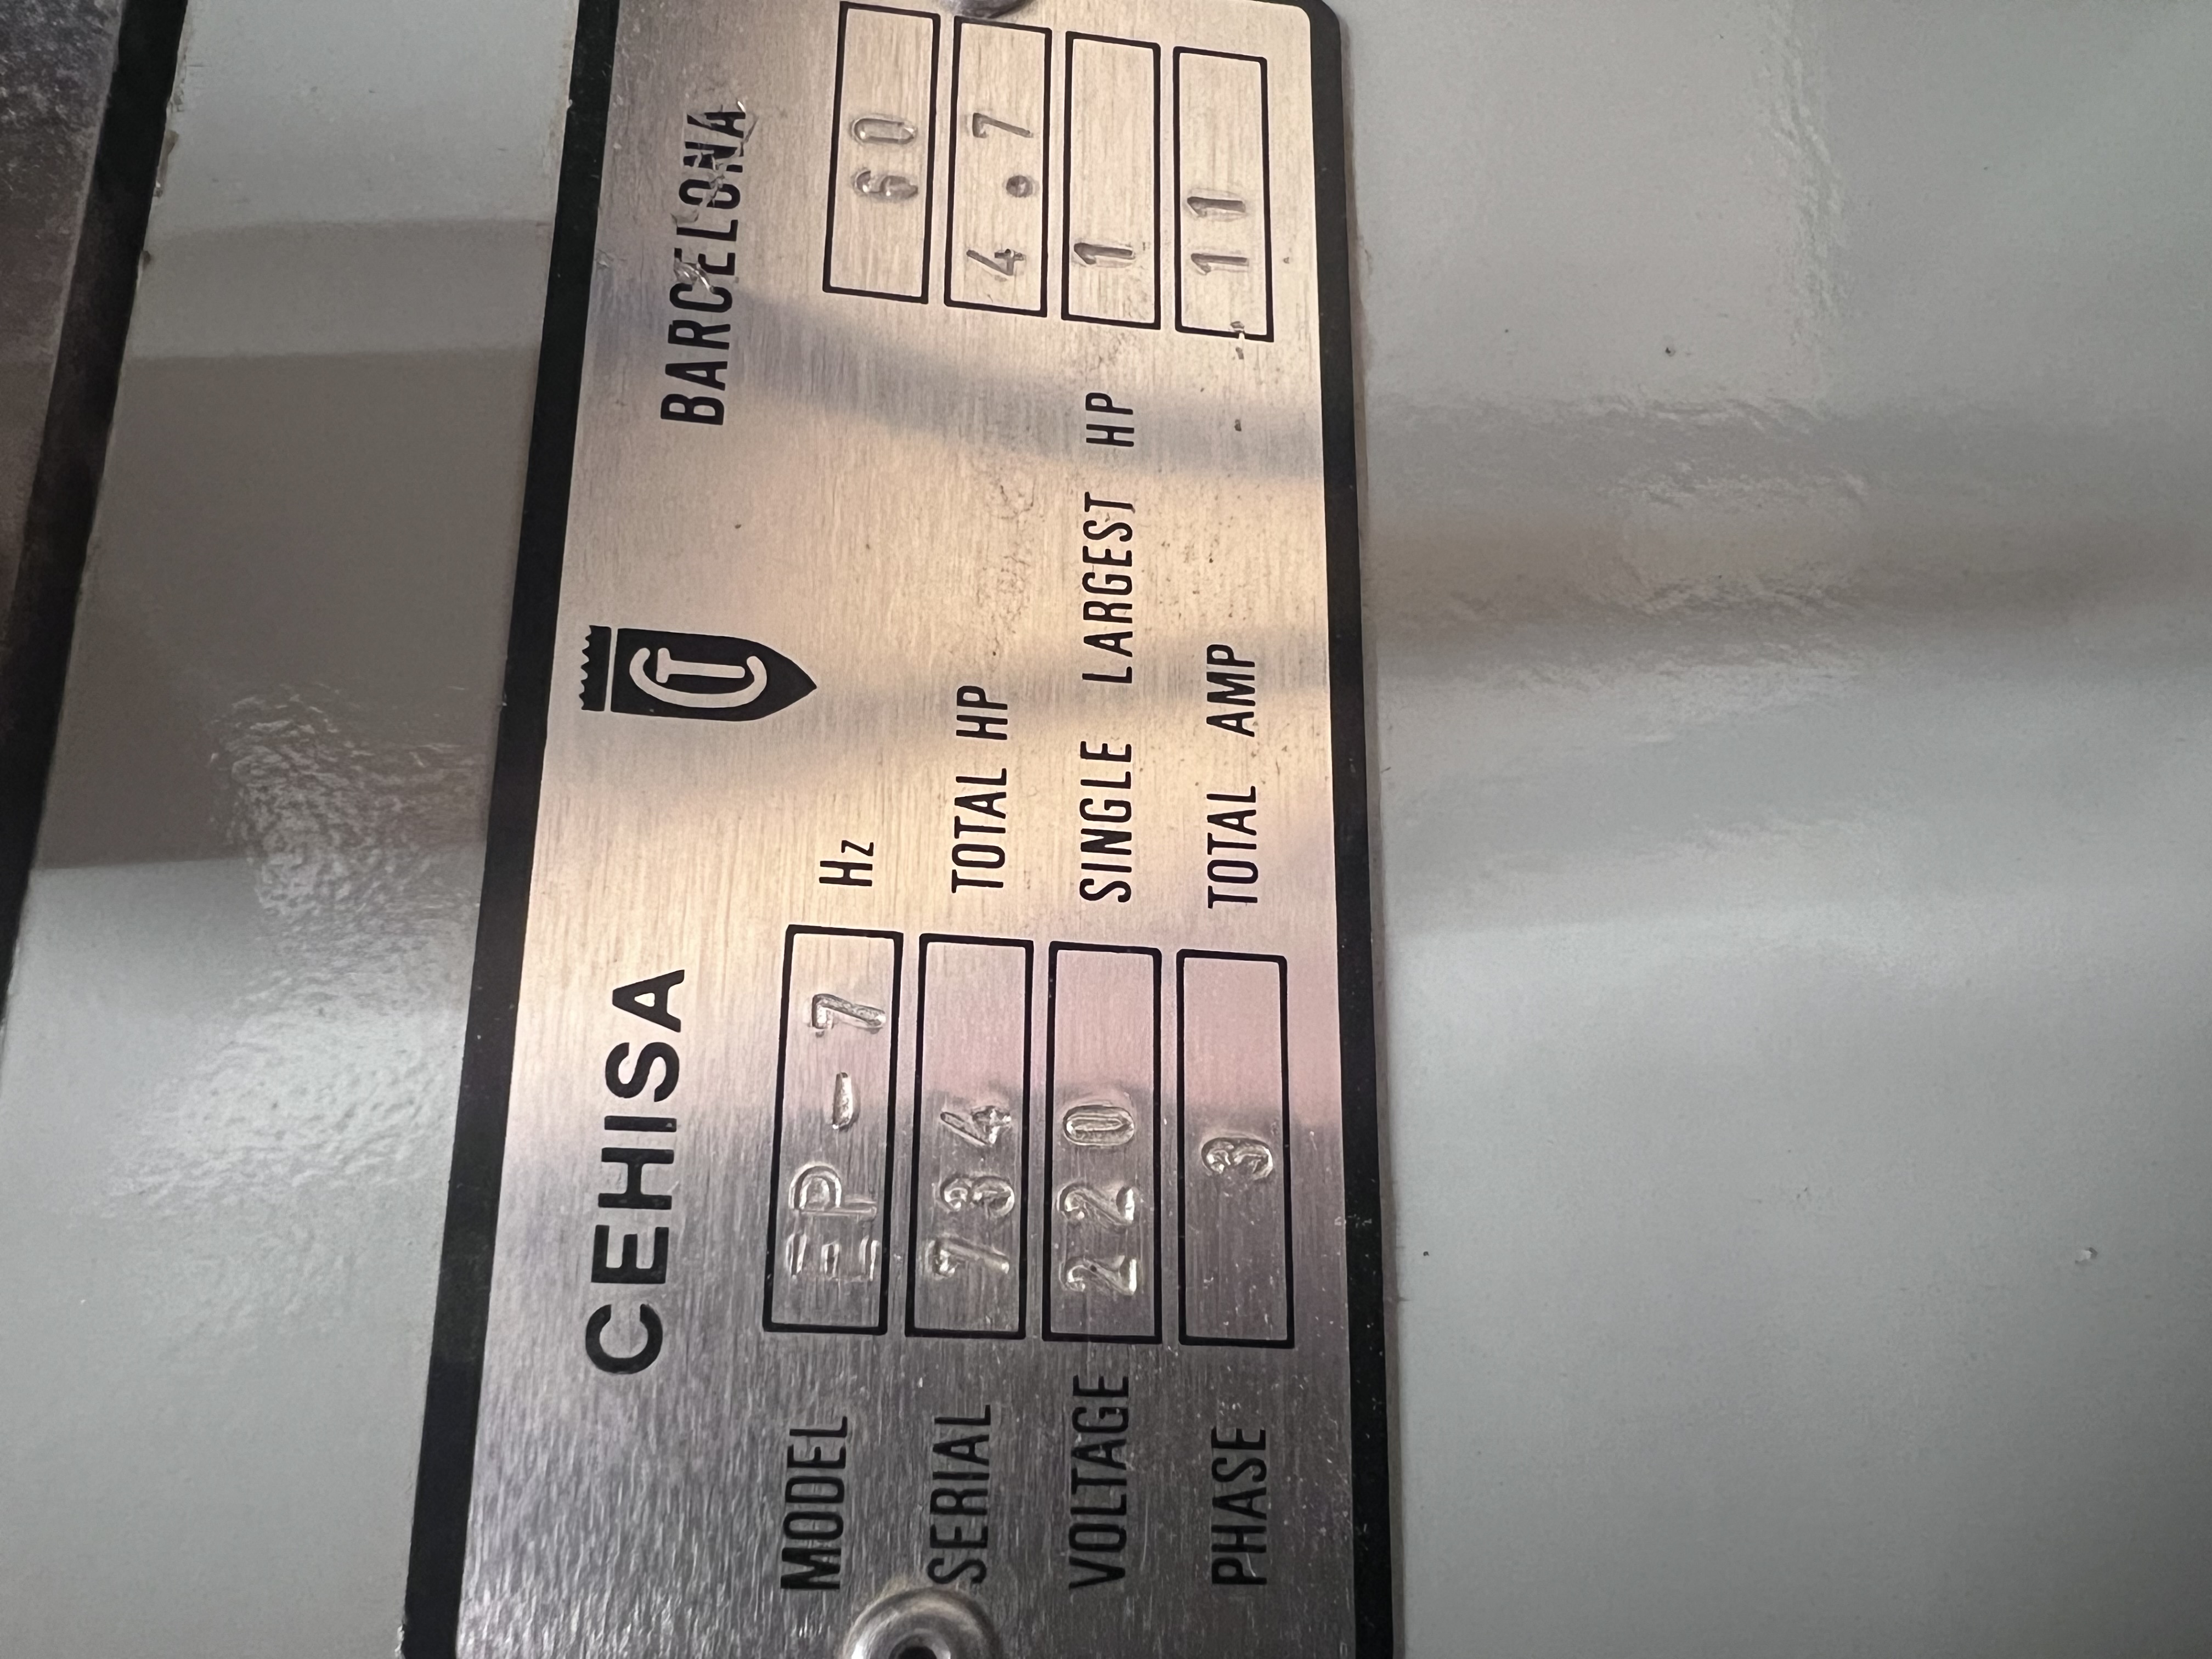 CEHISA BARCELONA
MODEL EP-7 Hz 60
SERIAL 734 TOTAL HP 4.7
VOLTAGE 220 SINGLE LARGEST HP 1
PHASE 3 TOTAL AMP 11